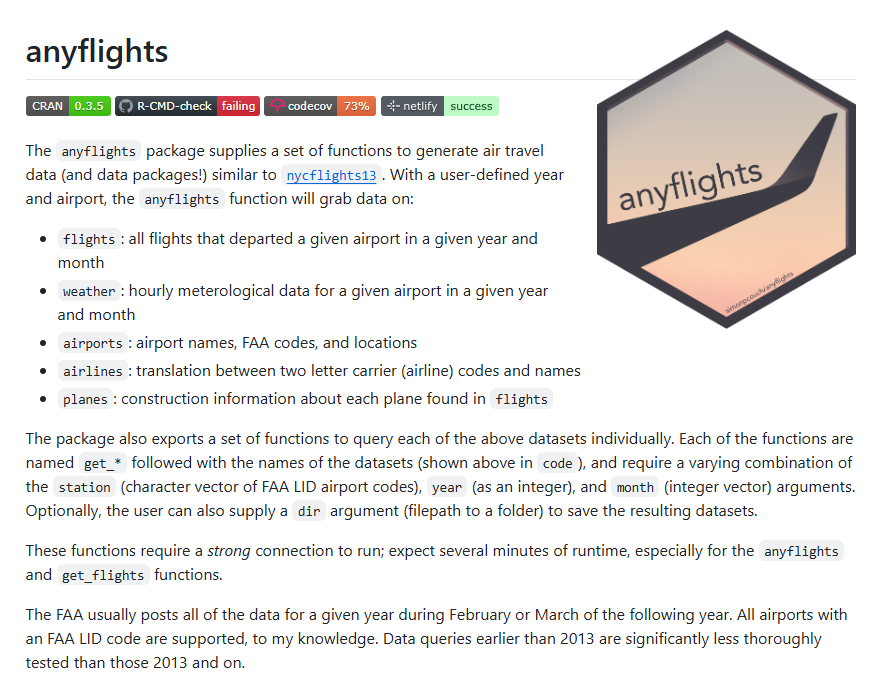 anyflights
CRAN 0.3.5 R-CMD-check failing codecov 73% netlify success
The anyflights package supplies a set of functions to generate air travel
data (and data packages!) similar to nycflights13. With a user-defined year
and airport, the anyflights function will grab data on:
• flights: all flights that departed a given airport in a given year and
month
• weather: hourly meterological data for a given airport in a given year
and month
• airports: airport names, FAA codes, and locations
• airlines: translation between two letter carrier (airline) codes and names
• planes: construction information about each plane found in flights
anyflights
simonpcouch/anyflights
The package also exports a set of functions to query each of the above datasets individually. Each of the functions are
named get_* followed with the names of the datasets (shown above in code), and require a varying combination of
the station (character vector of FAA LID airport codes), year (as an integer), and month (integer vector) arguments.
Optionally, the user can also supply a dir argument (filepath to a folder) to save the resulting datasets.
These functions require a strong connection to run; expect several minutes of runtime, especially for the anyflights
and get_flights functions.
The FAA usually posts all of the data for a given year during February or March of the following year. All airports with
an FAA LID code are supported, to my knowledge. Data queries earlier than 2013 are significantly less thoroughly
tested than those 2013 and on.